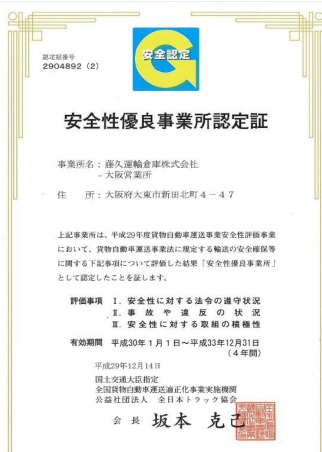 認定証番号
2904892 (2)
安全認定
G
安全性優良事業所認定証
事業所名：藤久運輸倉庫株式会社
大阪営業所
住 所：大阪府大東市新田北町４－４７
上記事業所は、平成29年度貨物自動車運送事業安全性評価事業
において、貨物自動車運送事業法に規定する輸送の安全確保等
に関する下記事項について評価した結果「安全性優良事業所」
として認定したことを証します。
評価事項 Ⅰ．安全性に対する法令の遵守状況
Ⅱ．事故や違反の状況
Ⅲ．安全性に対する取組の積極性
有効期間 平成30年１月１日～平成33年12月31日
（４年間）
平成29年12月14日
国土交通大臣指定
全国貨物自動車運送適正化事業実施機関
公益社団法人 全日本トラック協会
会長 坂本 克己